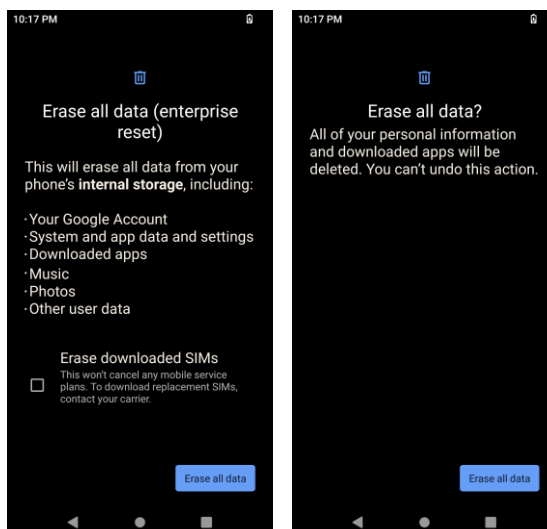 10:17 PM
Erase all data (enterprise
reset)
This will erase all data from your
phone's internal storage, including:
·Your Google Account
·System and app data and settings
·Downloaded apps
·Music
·Photos
·Other user data
Erase downloaded SIMs
This won't cancel any mobile service
plans. To download replacement SIMs,
contact your carrier.
Erase all data
10:17 PM
Erase all data?
All of your personal information
and downloaded apps will be
deleted. You can't undo this action.
Erase all data